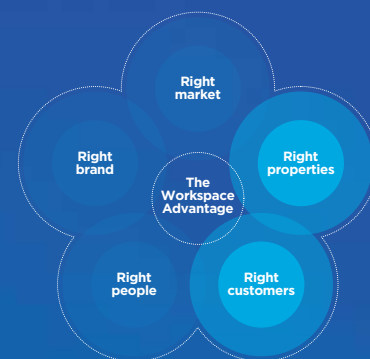 Right
market
Right
brand
Right
properties
The
Workspace
Advantage
Right
people
Right
customers